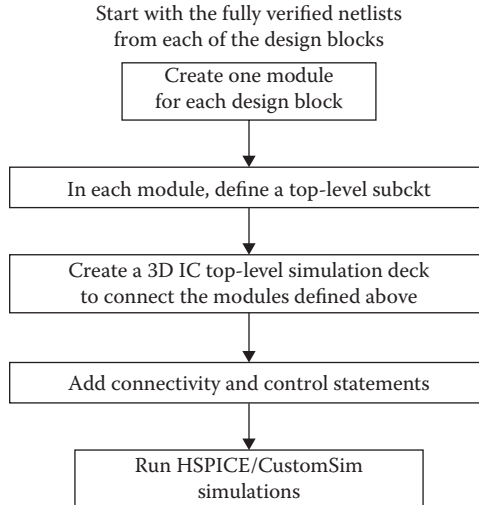 Start with the fully verified netlists
from each of the design blocks
Create one module
for each design block
In each module, define a top-level subckt
Create a 3D IC top-level simulation deck
to connect the modules defined above
Add connectivity and control statements
Run HSPICE/CustomSim
simulations